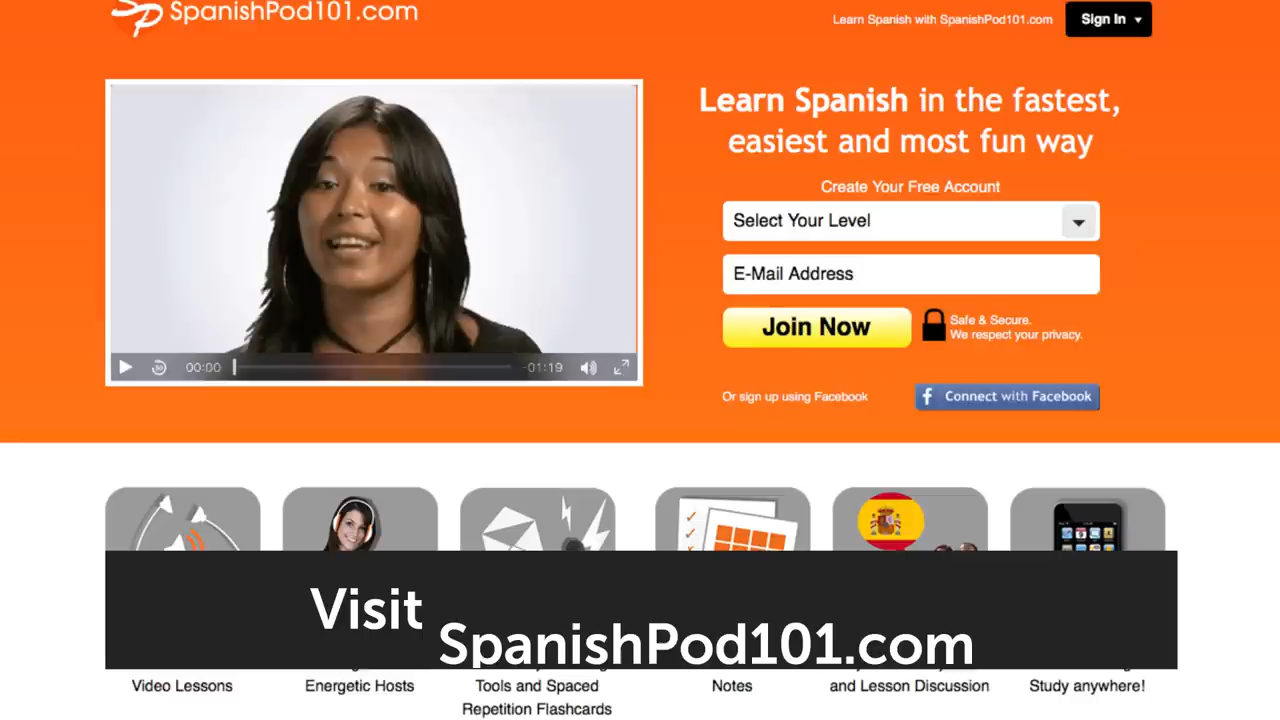 SpanishPod101.com
Learn Spanish with SpanishPod101.com
Sign In
Learn Spanish in the fastest,
easiest and most fun way
Create Your Free Account
Select Your Level
E-Mail Address
Join Now
Safe & Secure.
We respect your privacy.
00:00
-01:19
Or sign up using Facebook
Connect with Facebook
Visit
SpanishPod101.com
Video Lessons
Energetic Hosts
Tools and Spaced
Repetition Flashcards
Notes
and Lesson Discussion
Study anywhere!